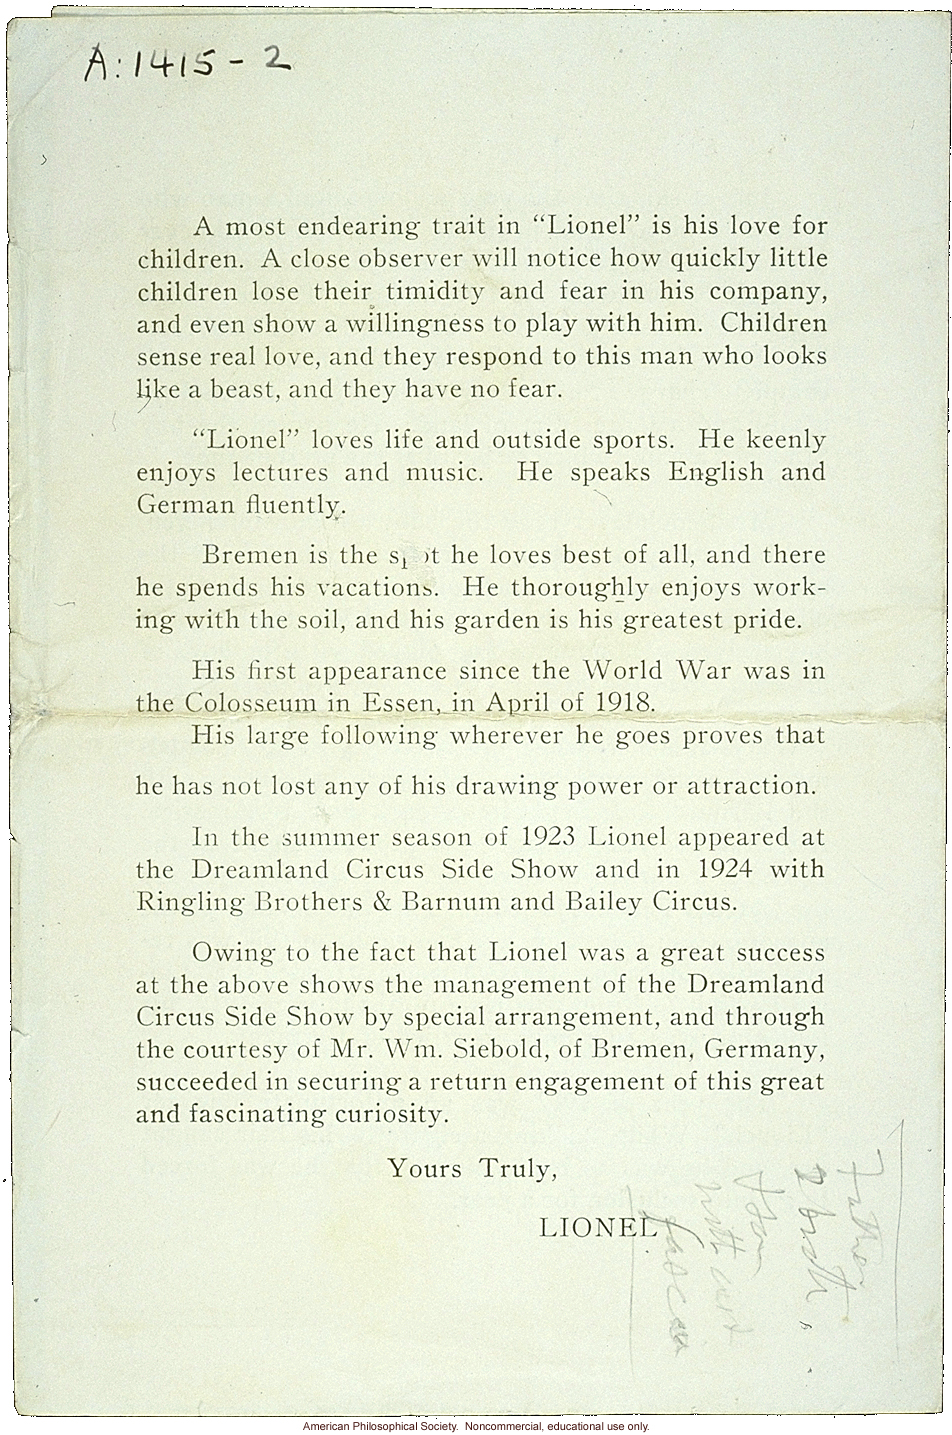 A:1415-2
A most endearing trait in “Lionel” is his love for
children. A close observer will notice how quickly little
children lose their timidity and fear in his company,
and even show a willingness to play with him. Children
sense real love, and they respond to this man who looks
like a beast, and they have no fear.
“Lionel” loves life and outside sports. He keenly
enjoys lectures and music. He speaks English and
German fluently.
Bremen is the spot he loves best of all, and there
he spends his vacations. He thoroughly enjoys work-
ing with the soil, and his garden is his greatest pride.
His first appearance since the World War was in
the Colosseum in Essen, in April of 1918.
His large following wherever he goes proves that
he has not lost any of his drawing power or attraction.
In the summer season of 1923 Lionel appeared at
the Dreamland Circus Side Show and in 1924 with
Ringling Brothers & Barnum and Bailey Circus.
Owing to the fact that Lionel was a great success
at the above shows the management of the Dreamland
Circus Side Show by special arrangement, and through
the courtesy of Mr. Wm. Siebold, of Bremen, Germany,
succeeded in securing a return engagement of this great
and fascinating curiosity.
Yours Truly,
LIONEL
Father
American Philosophical Society. Noncommercial, educational use only.